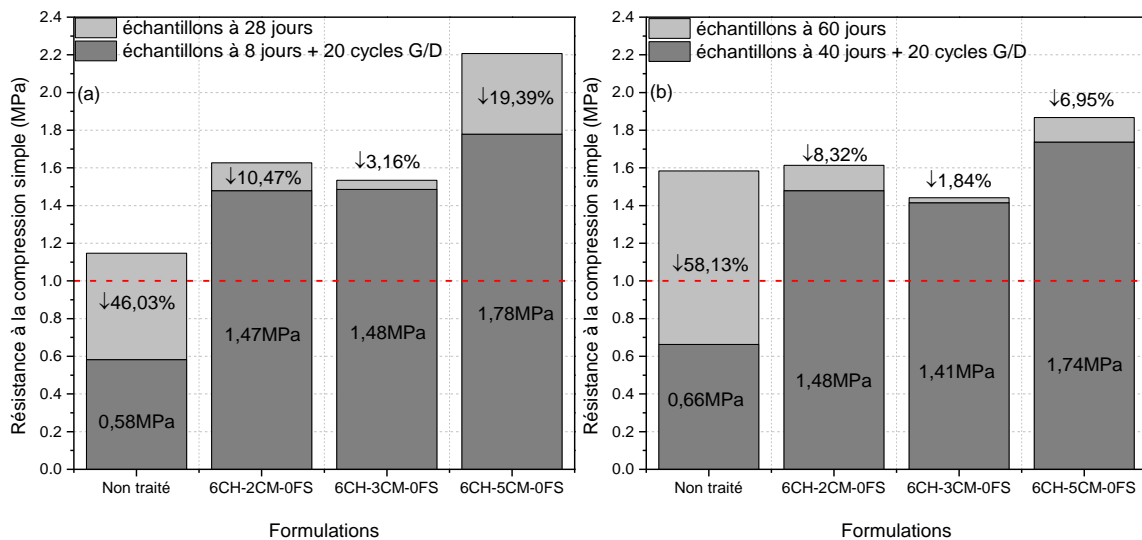 échantillons à 28 jours
échantillons à 8 jours + 20 cycles G/D
(a)
Résistance à la compression simple (MPa)
2.4
2.2
2.0
1.8
1.6
1.4
1.2
1.0
0.8
0.6
0.4
0.2
0.0
↓46,03%
↓10,47%
↓3,16%
↓19,39%
0,58MPa
1,47MPa
1,48MPa
1,78MPa
Non traité
6CH-2CM-0FS
6CH-3CM-0FS
6CH-5CM-0FS
Formulations
échantillons à 60 jours
échantillons à 40 jours + 20 cycles G/D
(b)
Résistance à la compression simple (MPa)
2.4
2.2
2.0
1.8
1.6
1.4
1.2
1.0
0.8
0.6
0.4
0.2
0.0
↓58,13%
↓8,32%
↓1,84%
↓6,95%
0,66MPa
1,48MPa
1,41MPa
1,74MPa
Non traité
6CH-2CM-0FS
6CH-3CM-0FS
6CH-5CM-0FS
Formulations